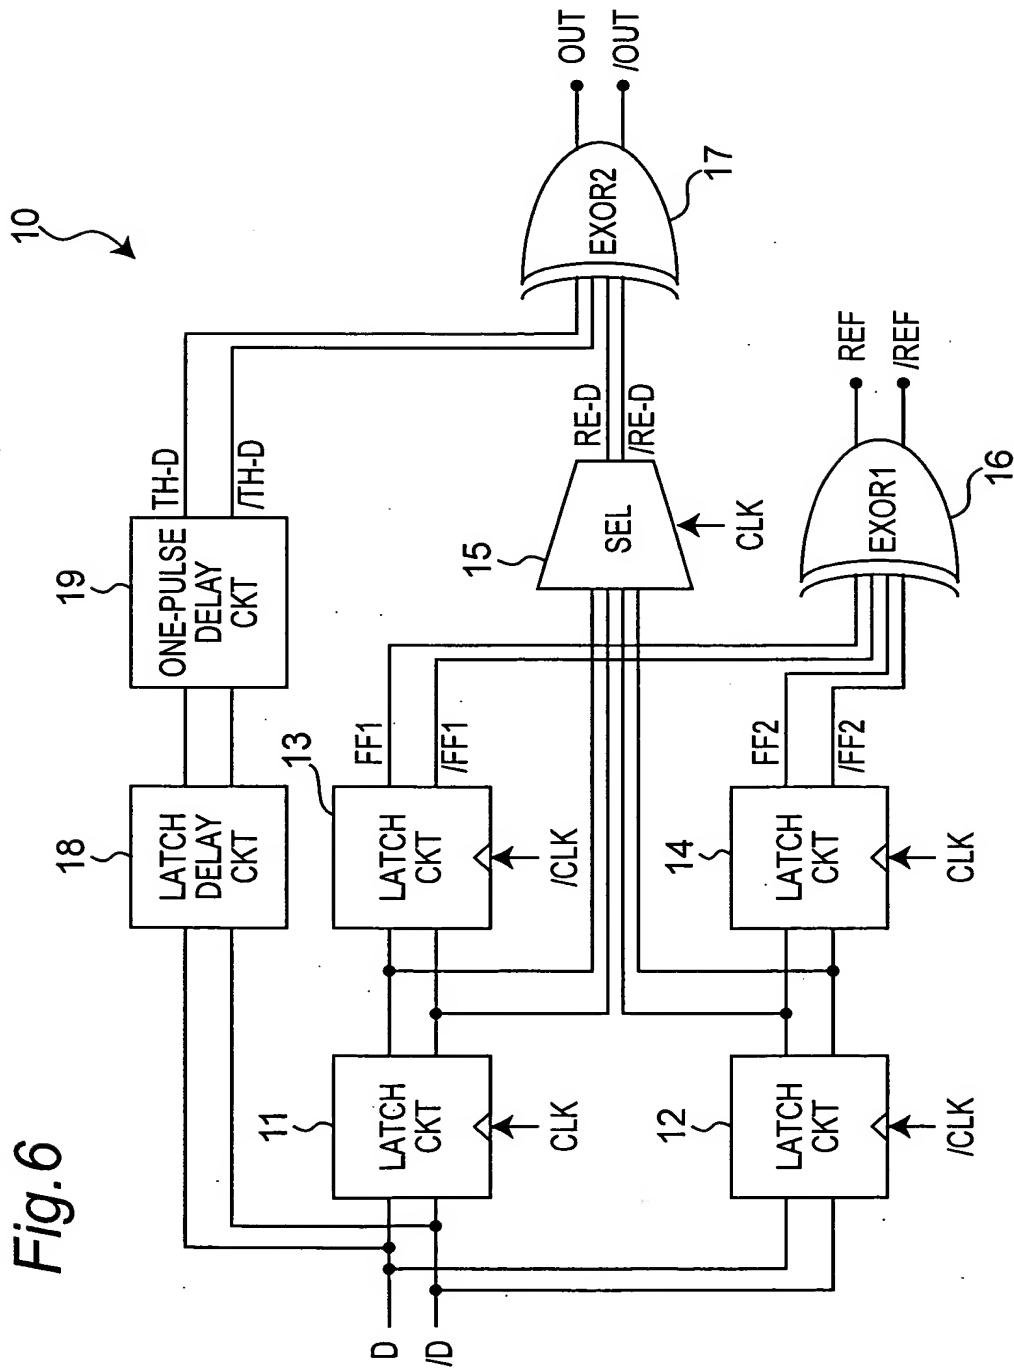 Fig.6
10
18
LATCH
DELAY
CKT
19
ONE-PULSE
DELAY
CKT
TH-D
/TH-D
D
/D
11
LATCH
CKT
CLK
13
LATCH
CKT
/CLK
FF1
/FF1
15
SEL
CLK
RE-D
/RE-D
EXOR2
17
OUT
/OUT
12
LATCH
CKT
/CLK
14
LATCH
CKT
CLK
FF2
/FF2
EXOR1
16
REF
/REF